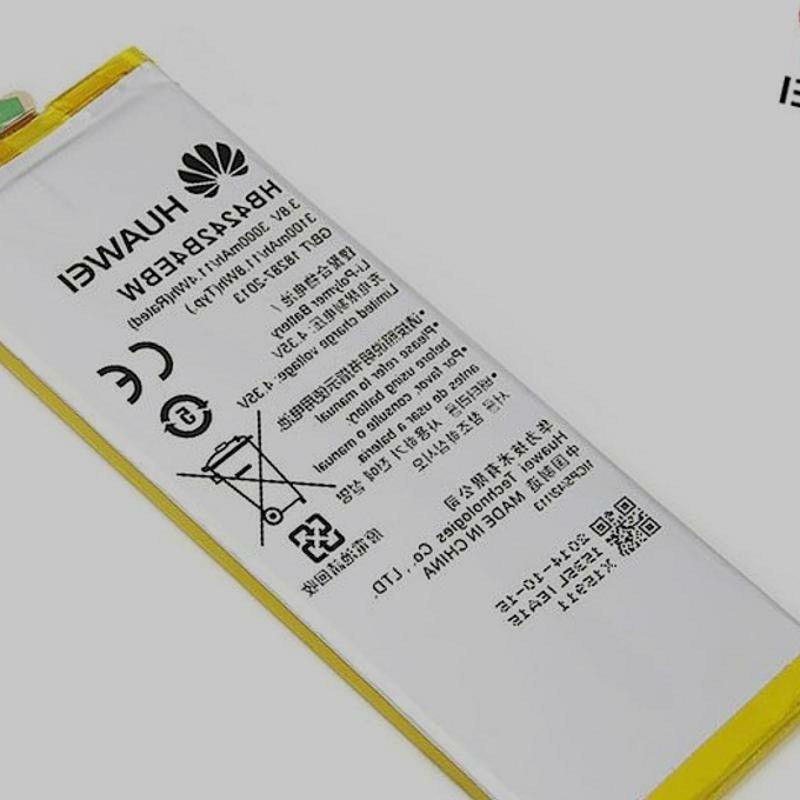 HUAWEI
HB4242B4EBW
3.8V 3000mAh/11.4Wh(Rated)
3100mAh/11.8Wh(Typ.)
GB/T 18287-2013
锂聚合物电池 /
Li-Polymer Battery
充电限制电压: 4.35V
Limited charge voltage: 4.35V
•请按照说明书指示使用电池
•Please refer to manual
before using battery
•Por favor, consulte o manual
antes de usar a bateria
•배터리를 사용하기 전에 설명
서를 참조하십시오
华为技术有限公司
Huawei Technologies Co., LTD.
中国制造 MADE IN CHINA
2014-10-15
废电池请回收